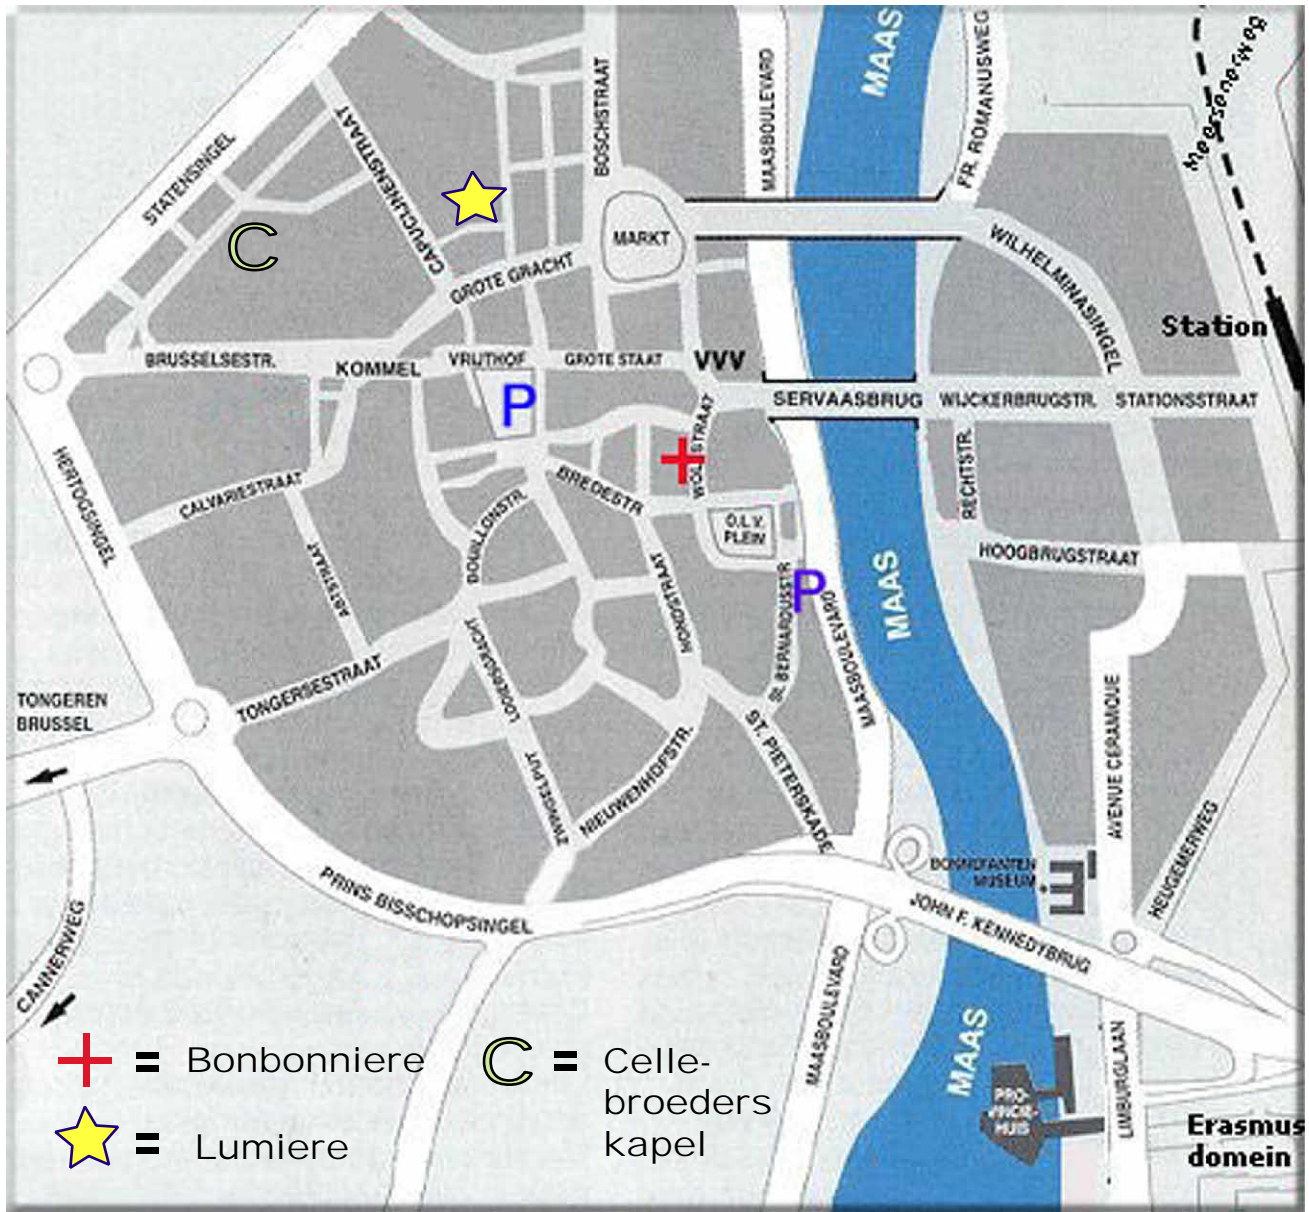 MAAS
FR. ROMANUSWEG
Meerssenerweg
MAASBOULEVARD
BOSCHSTRAAT
STATENSINGEL
CAPUCIJNENSTRAAT
C
MARKT
GROTE GRACHT
WILHELMINASINGEL
Station
BRUSSELSESTR.
KOMMEL
VRIJTHOF
GROTE STAAT
VVV
P
SERVAASBRUG
WIJCKERBRUGSTR.
STATIONSSTRAAT
WOLFSTRAAT
RECHTSTR.
HERTOGSINGEL
CALVARIESTRAAT
BREDESTR
BOUILLONSTR.
O.L.V.
PLEIN
HOOGBRUGSTRAAT
ABTSTRAAT
HONDSTRAAT
P
ST. BERNARDUSSTR
MAASBOULEVARD
MAAS
TONGERSESTRAAT
LOOIERSGRACHT
TONGEREN
BRUSSEL
ST. PIETERSKADE
AVENUE CERAMIQUE
ZWINGELPUT
NIEUWENHOFSTR.
HEUGEMERWEG
BONNEFANTEN
MUSEUM
PRINS BISSCHOPSINGEL
JOHN F. KENNEDYBRUG
CANNERWEG
MAASBOULEVARD
MAAS
LIMBURGLAAN
PRO-
VINCIE-
HUIS
Erasmus
domein
+ = Bonbonniere
C = Celle-
broeders
kapel
= Lumiere